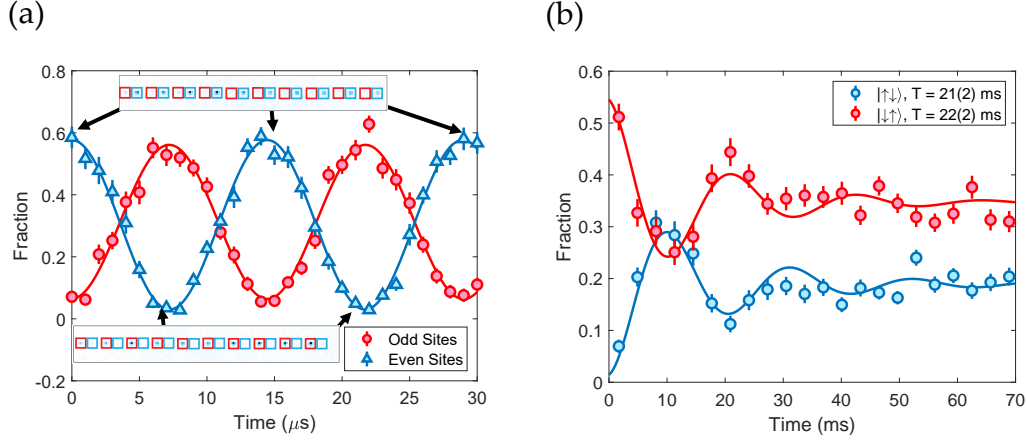 (a)
0.8
0.6
0.4
0.2
0
-0.2
Fraction
0 5 10 15 20 25 30
Time (μs)
Odd Sites
Even Sites
(b)
0.6
0.5
0.4
0.3
0.2
0.1
0
Fraction
0 10 20 30 40 50 60 70
Time (ms)
|↑↓⟩, T = 21(2) ms
|↓↑⟩, T = 22(2) ms